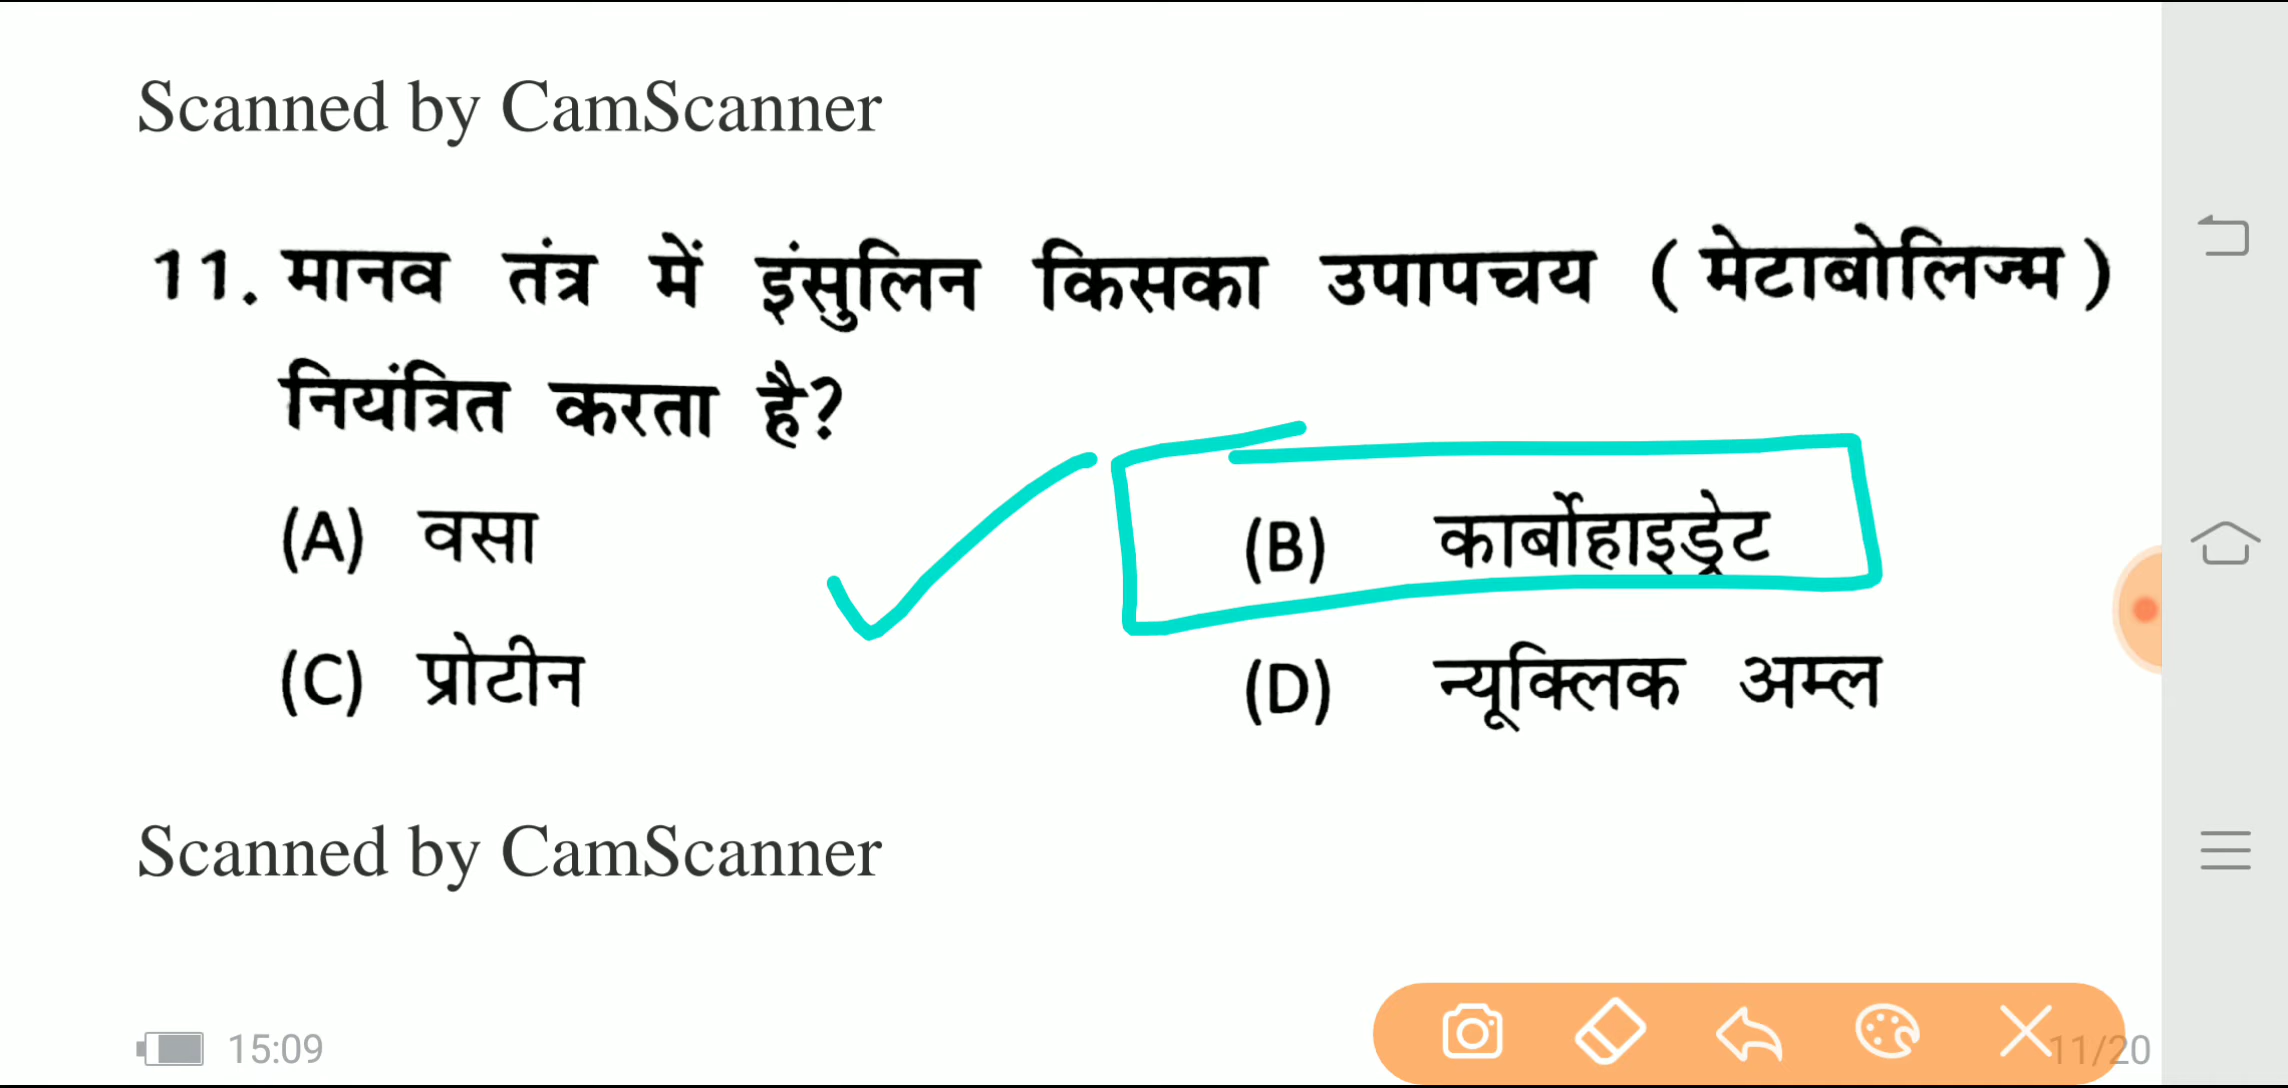 Scanned by CamScanner
11. मानव तंत्र में इंसुलिन किसका उपापचय (मेटाबोलिज्म)
नियंत्रित करता है?
(A) वसा
(B) कार्बोहाइड्रेट
(C) प्रोटीन
(D) न्यूक्लिक अम्ल
Scanned by CamScanner
15:09
11/20